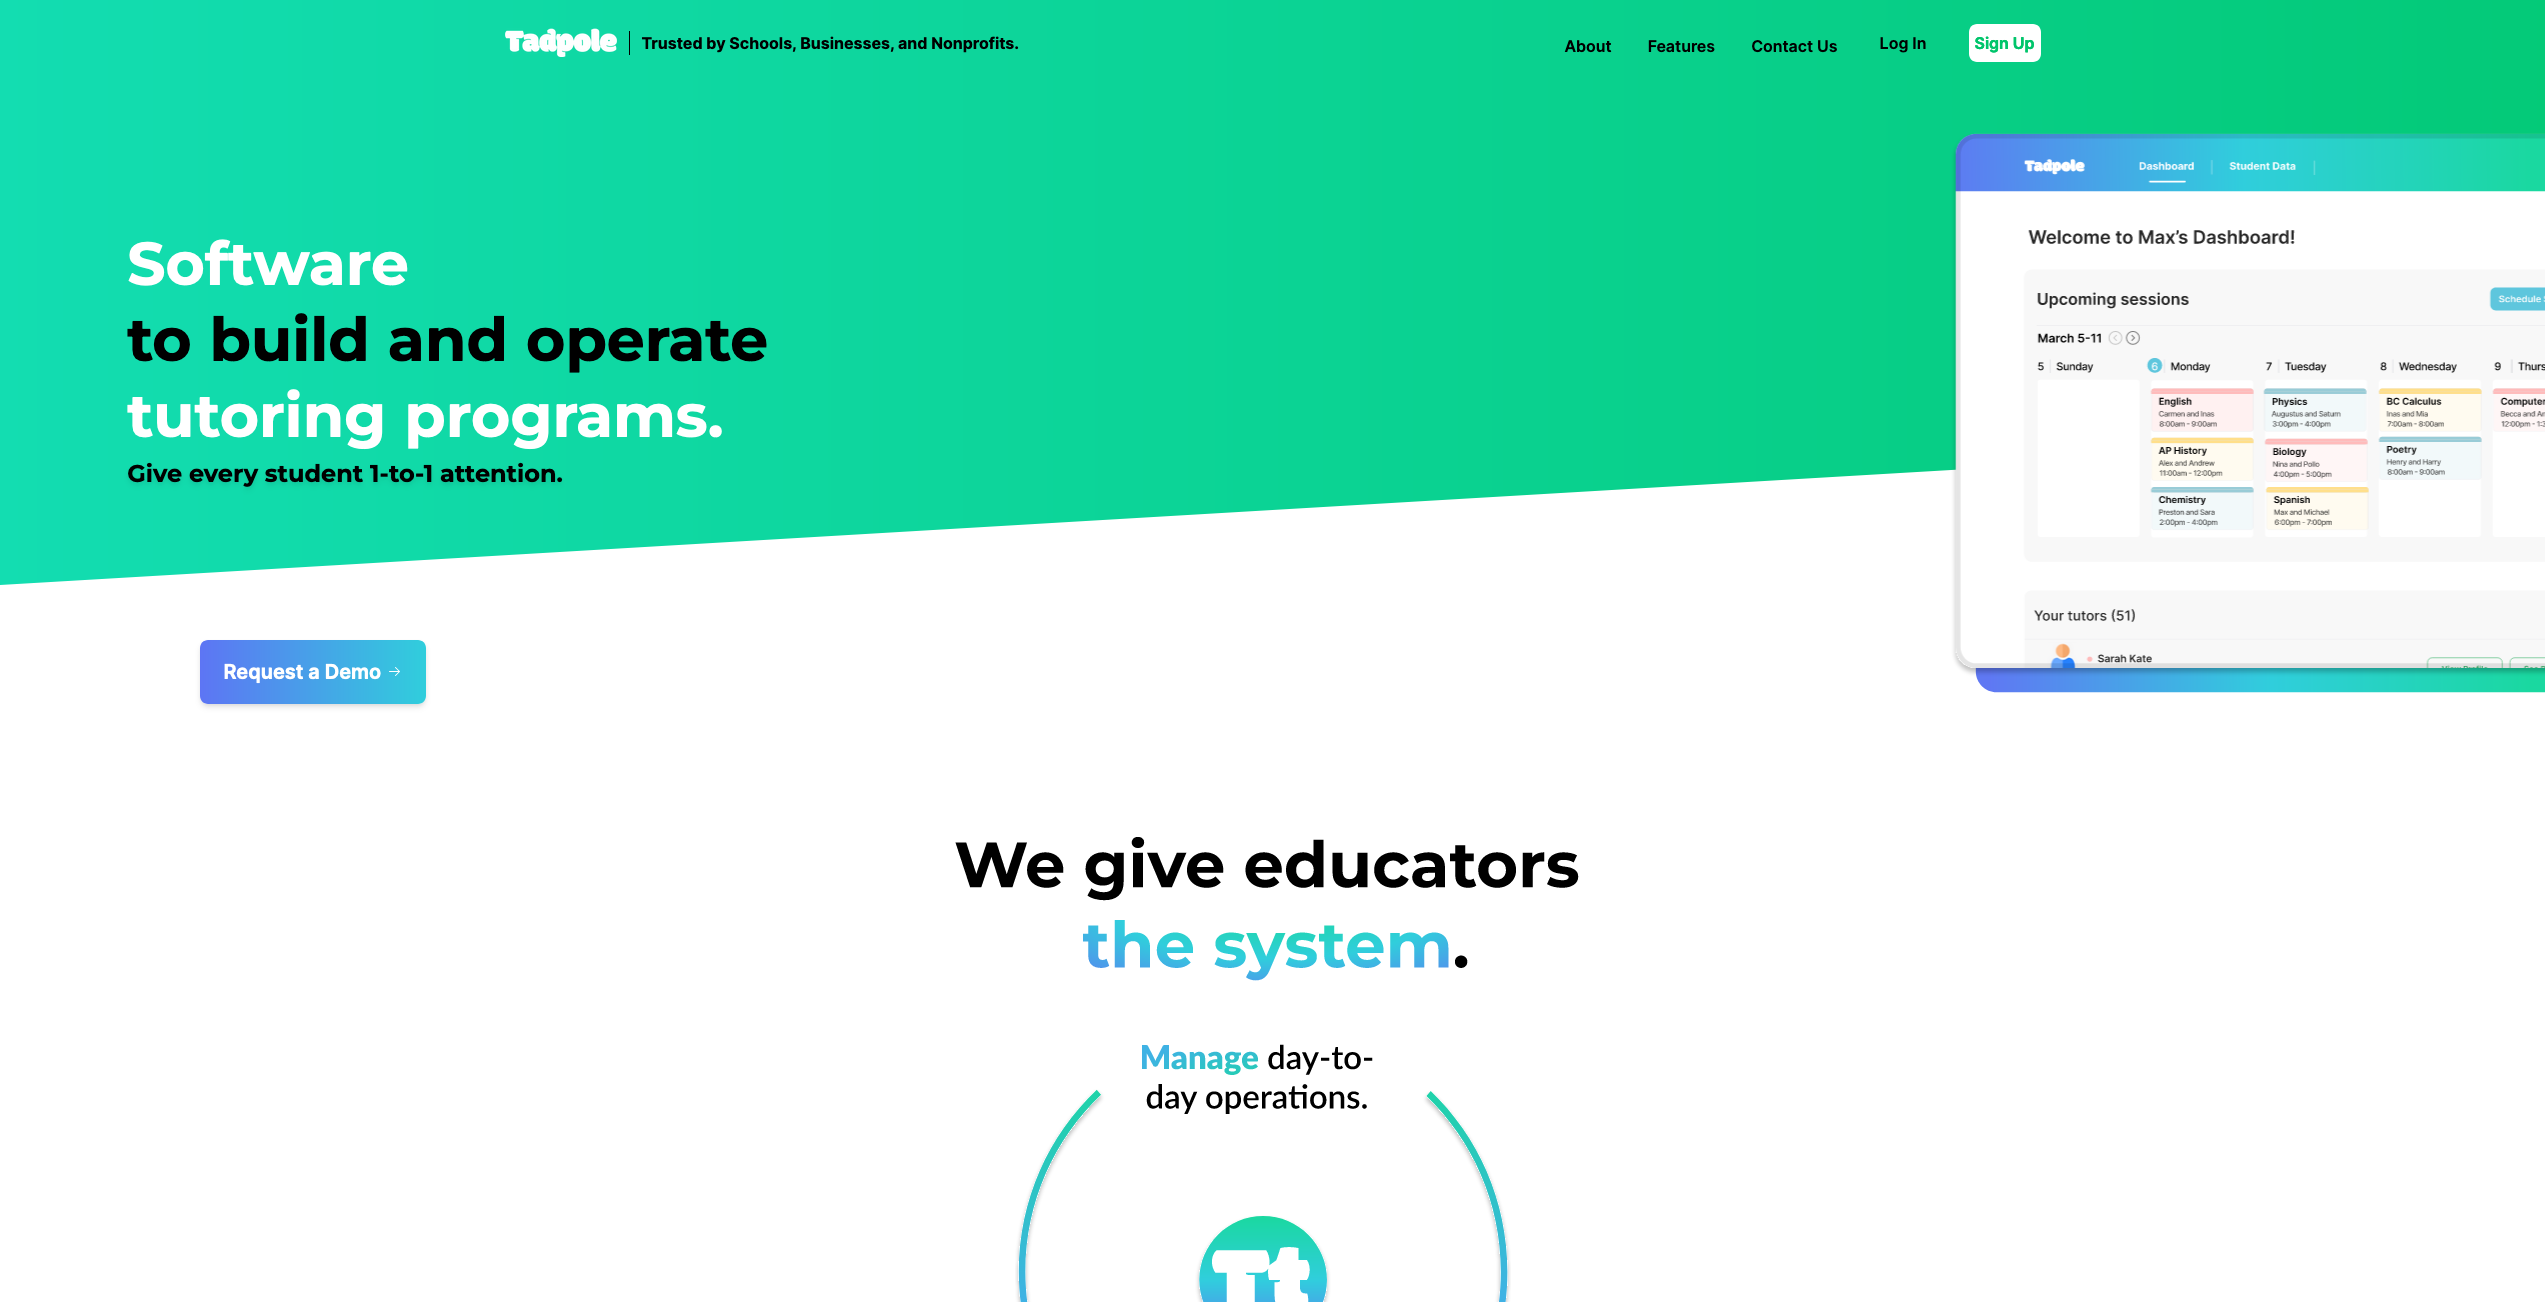 Tadpole
Trusted by Schools, Businesses, and Nonprofits.
About
Features
Contact Us
Log In
Sign Up
Software
to build and operate
tutoring programs.
Give every student 1-to-1 attention.
Request a Demo
Tadpole
Dashboard
Student Data
Welcome to Max's Dashboard!
Upcoming sessions
Schedule
March 5-11
5 Sunday
6 Monday
7 Tuesday
8 Wednesday
9
English
Carmen and Inas
8:00am - 9:00am
AP History
Alex and Andrew
11:00am - 12:00pm
Chemistry
Preston and Sara
2:00pm - 4:00pm
Physics
Augustus and Satum
3:00pm - 4:00pm
Biology
Nina and Pollo
4:00pm - 5:00pm
Spanish
Max and Michael
6:00pm - 7:00pm
BC Calculus
Inas and Mia
7:00am - 8:00am
Poetry
Henry and Harry
8:00am - 9:00am
Computer
Becca and
12:00pm -
Your tutors (51)
Sarah Kate
We give educators
the system.
Manage day-to-
day operations.
Tt